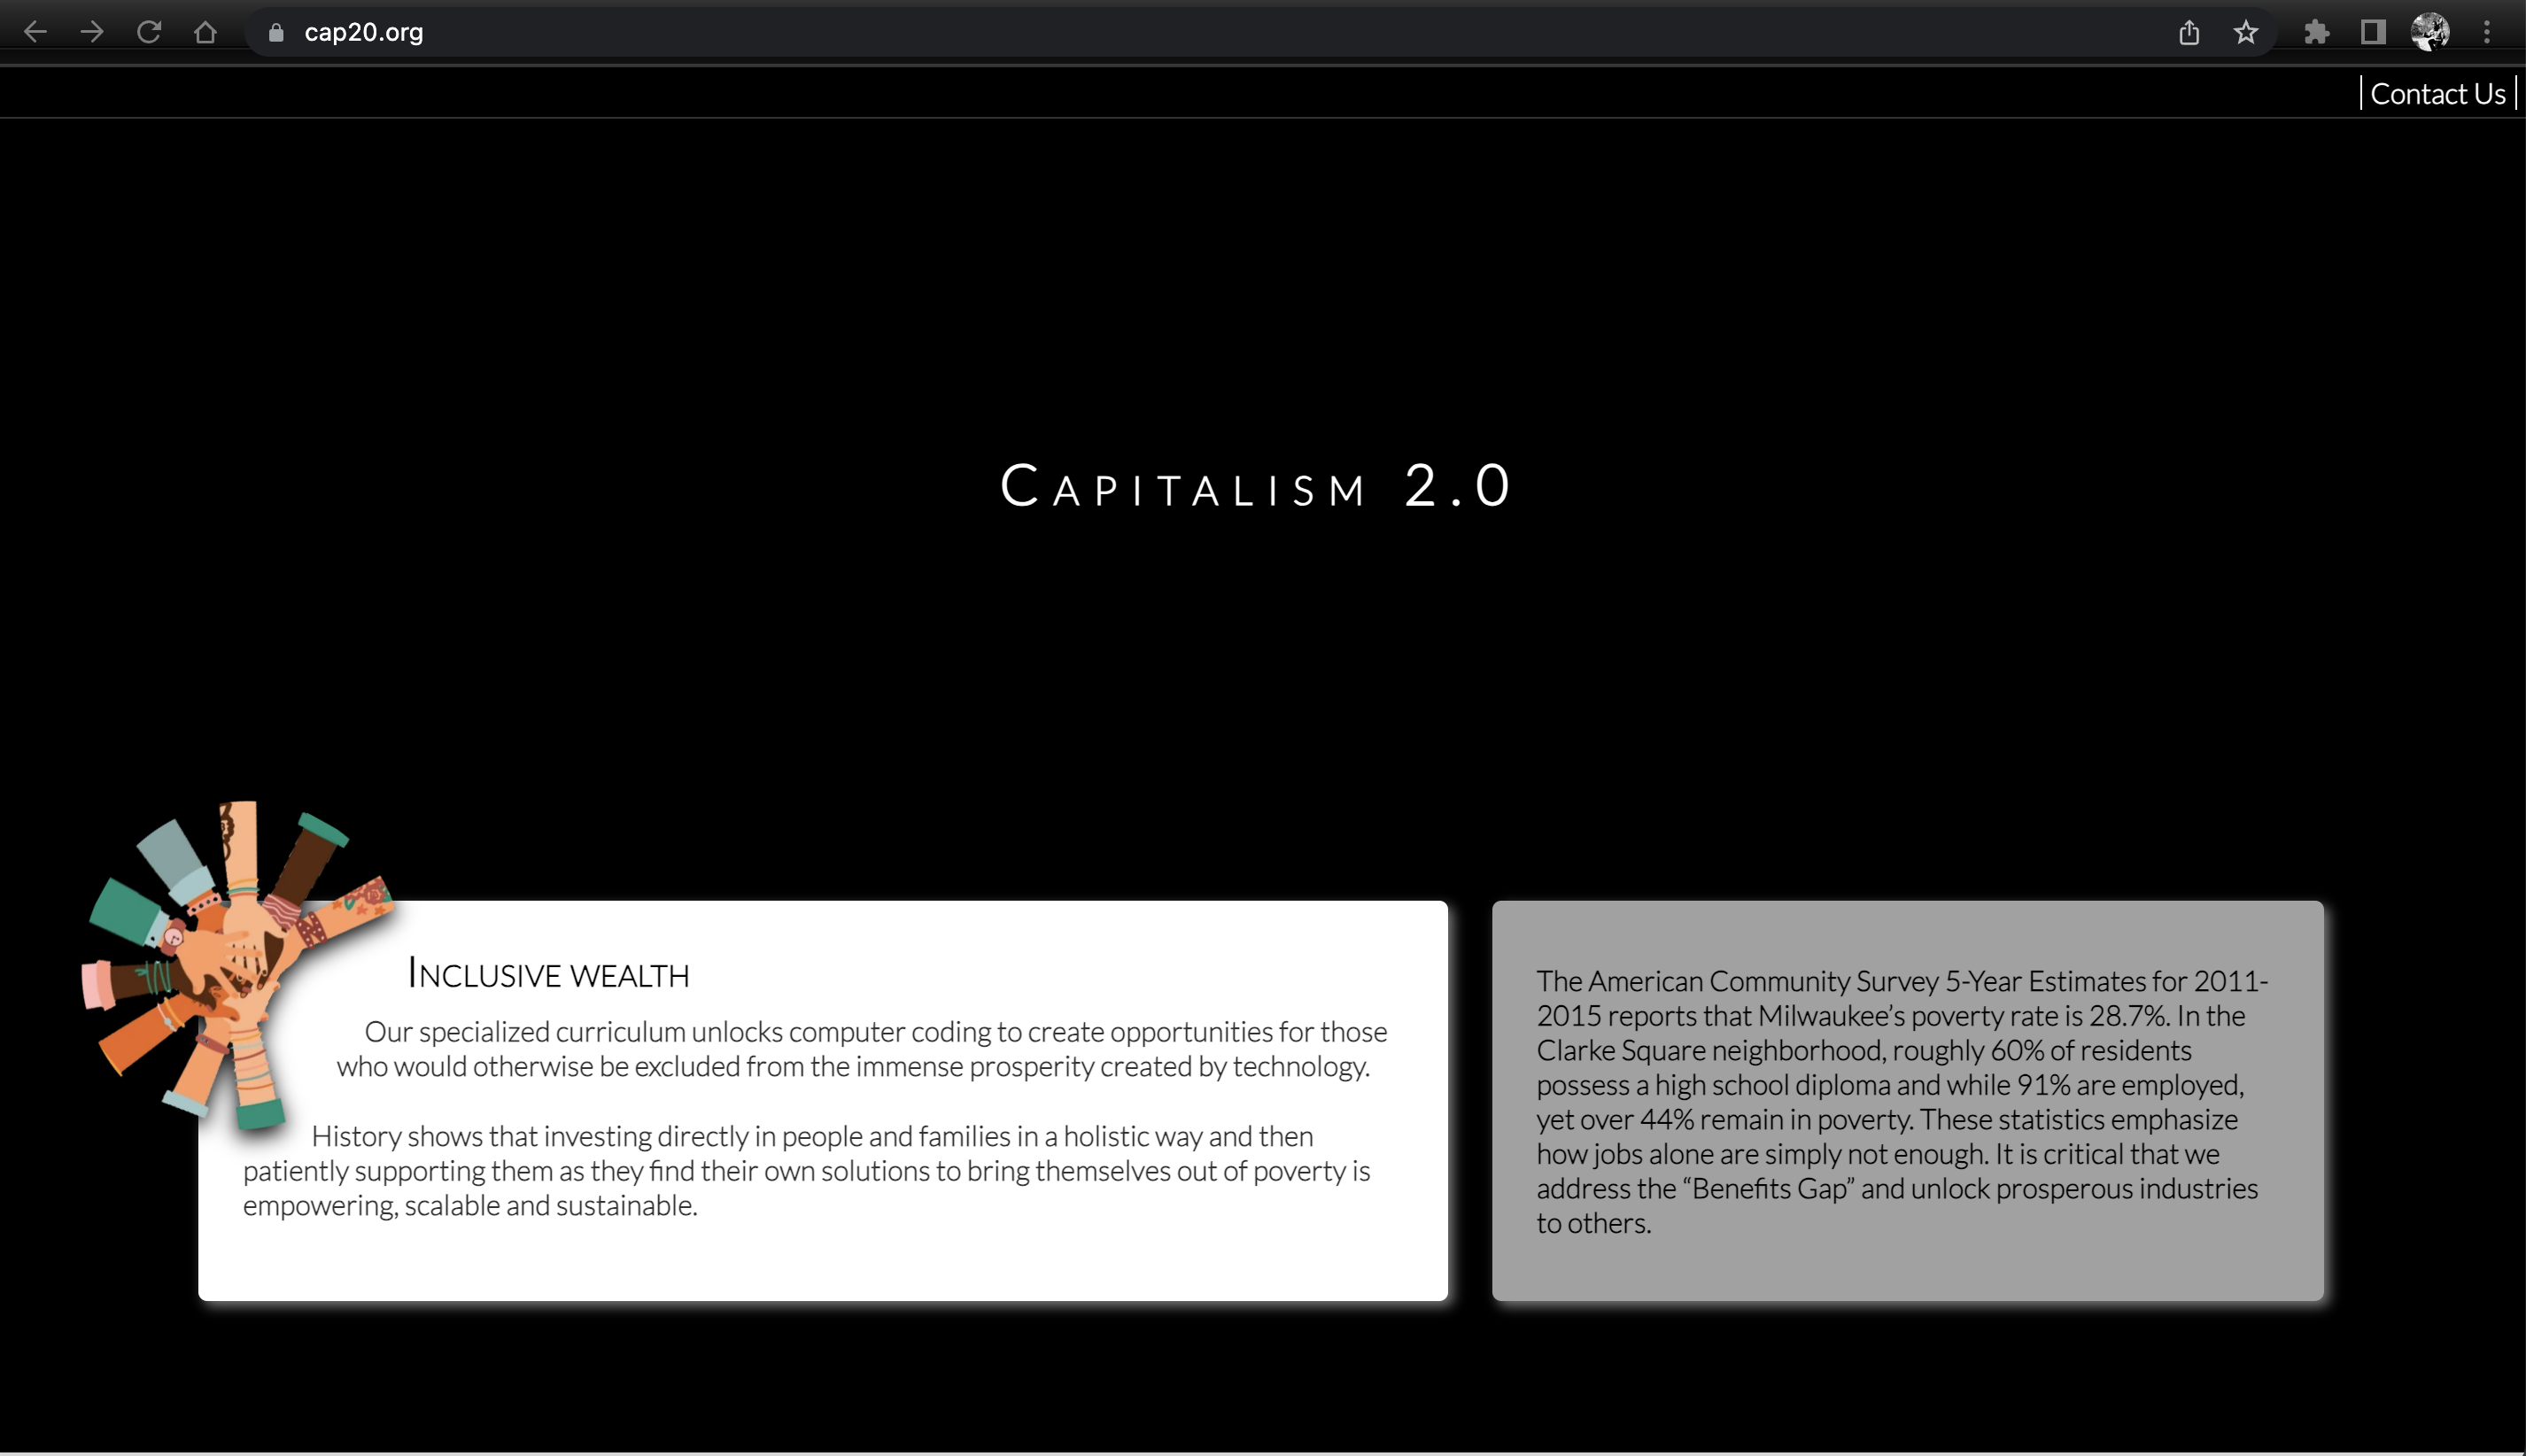 cap20.org
Contact Us
Capitalism 2.0
Inclusive wealth
Our specialized curriculum unlocks computer coding to create opportunities for those
who would otherwise be excluded from the immense prosperity created by technology.
History shows that investing directly in people and families in a holistic way and then
patiently supporting them as they find their own solutions to bring themselves out of poverty is
empowering, scalable and sustainable.
The American Community Survey 5-Year Estimates for 2011-
2015 reports that Milwaukee’s poverty rate is 28.7%. In the
Clarke Square neighborhood, roughly 60% of residents
possess a high school diploma and while 91% are employed,
yet over 44% remain in poverty. These statistics emphasize
how jobs alone are simply not enough. It is critical that we
address the “Benefits Gap” and unlock prosperous industries
to others.